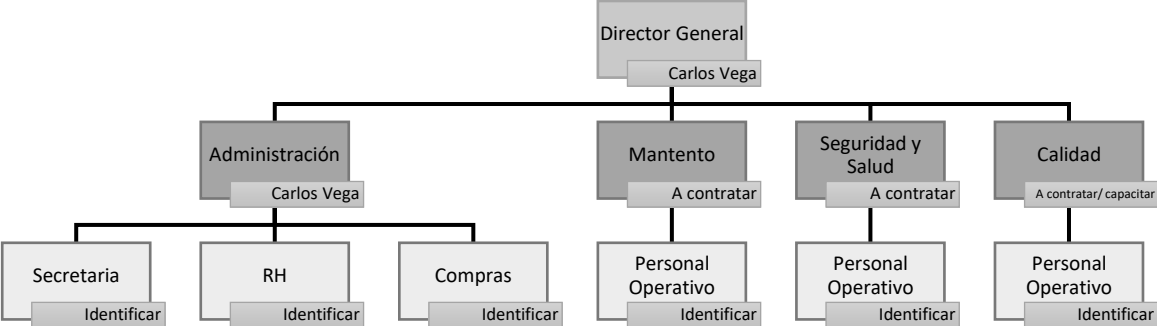 Director General
Carlos Vega
Administración
Carlos Vega
Mantento
A contratar
Seguridad y
Salud
A contratar
Calidad
A contratar/ capacitar
Secretaria
Identificar
RH
Identificar
Compras
Identificar
Personal
Operativo
Identificar
Personal
Operativo
Identificar
Personal
Operativo
Identificar